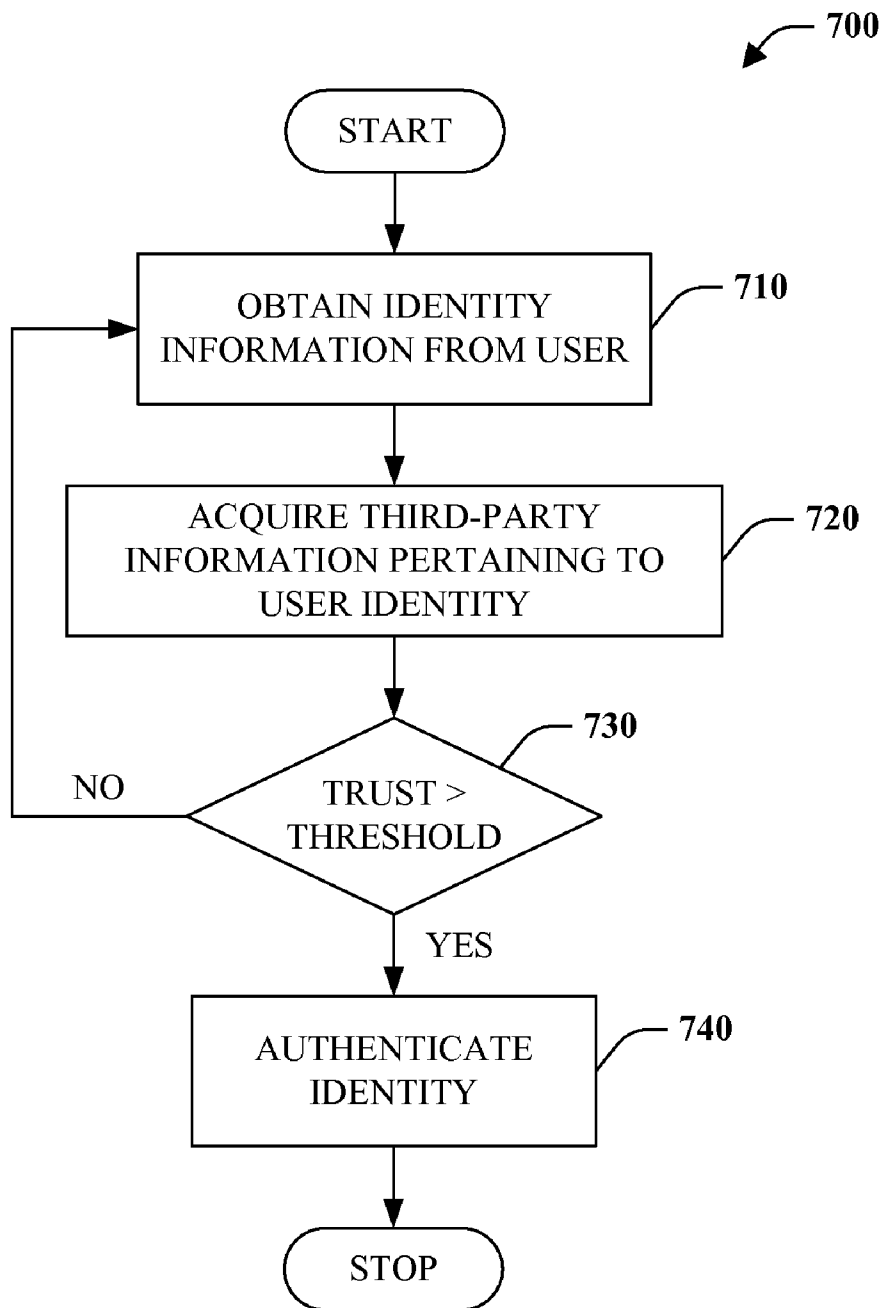 700
START
OBTAIN IDENTITY
INFORMATION FROM USER
710
ACQUIRE THIRD-PARTY
INFORMATION PERTAINING TO
USER IDENTITY
720
730
NO
TRUST >
THRESHOLD
YES
AUTHENTICATE
IDENTITY
740
STOP